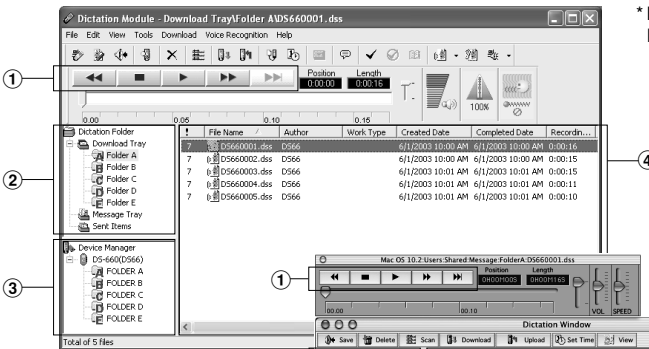 Dictation Module - Download Tray\Folder A\DS660001.dss
File Edit View Tools Download Voice Recognition Help
1
Position Length
0:00:00 0:00:16
100%
0.00 0.05 0.10 0.15
Dictation Folder
Download Tray
Folder A
Folder B
Folder C
Folder D
Folder E
Message Tray
Sent Items
2
! File Name / Author Work Type Created Date Completed Date Recordin...
7 DS660001.dss DS66 6/1/2003 10:00 AM 6/1/2003 10:00 AM 0:00:16
7 DS660002.dss DS66 6/1/2003 10:00 AM 6/1/2003 10:00 AM 0:00:15
7 DS660003.dss DS66 6/1/2003 10:01 AM 6/1/2003 10:01 AM 0:00:15
7 DS660004.dss DS66 6/1/2003 10:01 AM 6/1/2003 10:01 AM 0:00:11
7 DS660005.dss DS66 6/1/2003 10:01 AM 6/1/2003 10:01 AM 0:00:10
4
Device Manager
DS-660(DS66)
FOLDER A
FOLDER B
FOLDER C
FOLDER D
FOLDER E
3
Total of 5 files
Mac OS 10.2:Users:Shared:Message:FolderA:DS660001.dss
1
Position Length
0H00M00S 0H00M16S
00.00 00.10
VOL SPEED
Dictation Window
Save Delete Scan Download Upload Set Time View
*